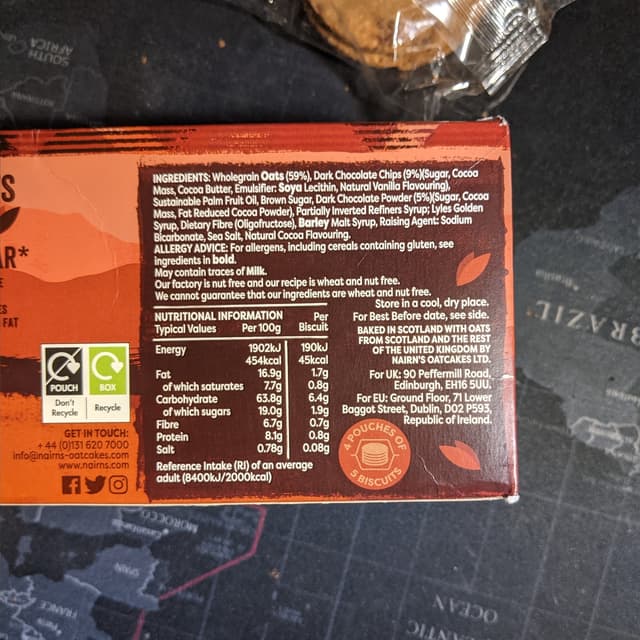 S
AR*
E
ES
FAT
INGREDIENTS: Wholegrain Oats (59%), Dark Chocolate Chips (9%)(Sugar, Cocoa
Mass, Cocoa Butter, Emulsifier: Soya Lecithin, Natural Vanilla Flavouring),
Sustainable Palm Fruit Oil, Brown Sugar, Dark Chocolate Powder (5%)(Sugar, Cocoa
Mass, Fat Reduced Cocoa Powder), Partially Inverted Refiners Syrup; Lyles Golden
Syrup, Dietary Fibre (Oligofructose), Barley Malt Syrup, Raising Agent: Sodium
Bicarbonate, Sea Salt, Natural Cocoa Flavouring.
ALLERGY ADVICE: For allergens, including cereals containing gluten, see
ingredients in bold.
May contain traces of Milk.
Our factory is nut free and our recipe is wheat and nut free.
We cannot guarantee that our ingredients are wheat and nut free.
NUTRITIONAL INFORMATION Per
Typical Values Per 100g Biscuit
Energy 1902kJ 190kJ
454kcal 45kcal
Fat 16.9g 1.7g
of which saturates 7.7g 0.8g
Carbohydrate 63.8g 6.4g
of which sugars 19.0g 1.9g
Fibre 6.7g 0.7g
Protein 8.1g 0.8g
Salt 0.78g 0.08g
Reference Intake (RI) of an average
adult (8400kJ/2000kcal)
Store in a cool, dry place.
For Best Before date, see side.
BAKED IN SCOTLAND WITH OATS
FROM SCOTLAND AND THE REST
OF THE UNITED KINGDOM BY
NAIRN'S OATCAKES LTD.
For UK: 90 Peffermill Road,
Edinburgh, EH16 5UU.
For EU: Ground Floor, 71 Lower
Baggot Street, Dublin, D02 P593,
Republic of Ireland.
4 POUCHES OF
5 BISCUITS
POUCH BOX
Don't Recycle
Recycle
GET IN TOUCH:
+44 (0)131 620 7000
info@nairns-oatcakes.com
www.nairns.com
SOUTH
AFRICA
BRAZIL
MOROCCO
SPAIN
FRANCE
ATLANTIC
OCEAN